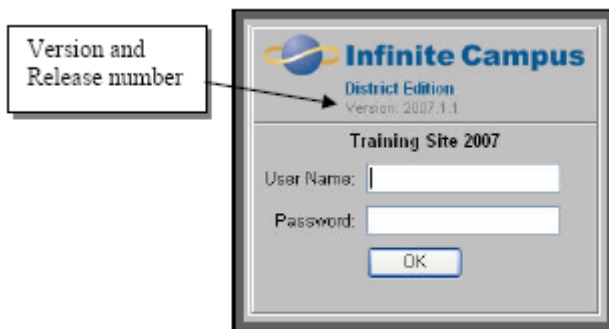 Version and
Release number
Infinite Campus
District Edition
Version: 2007.1.1
Training Site 2007
User Name:
Password:
OK